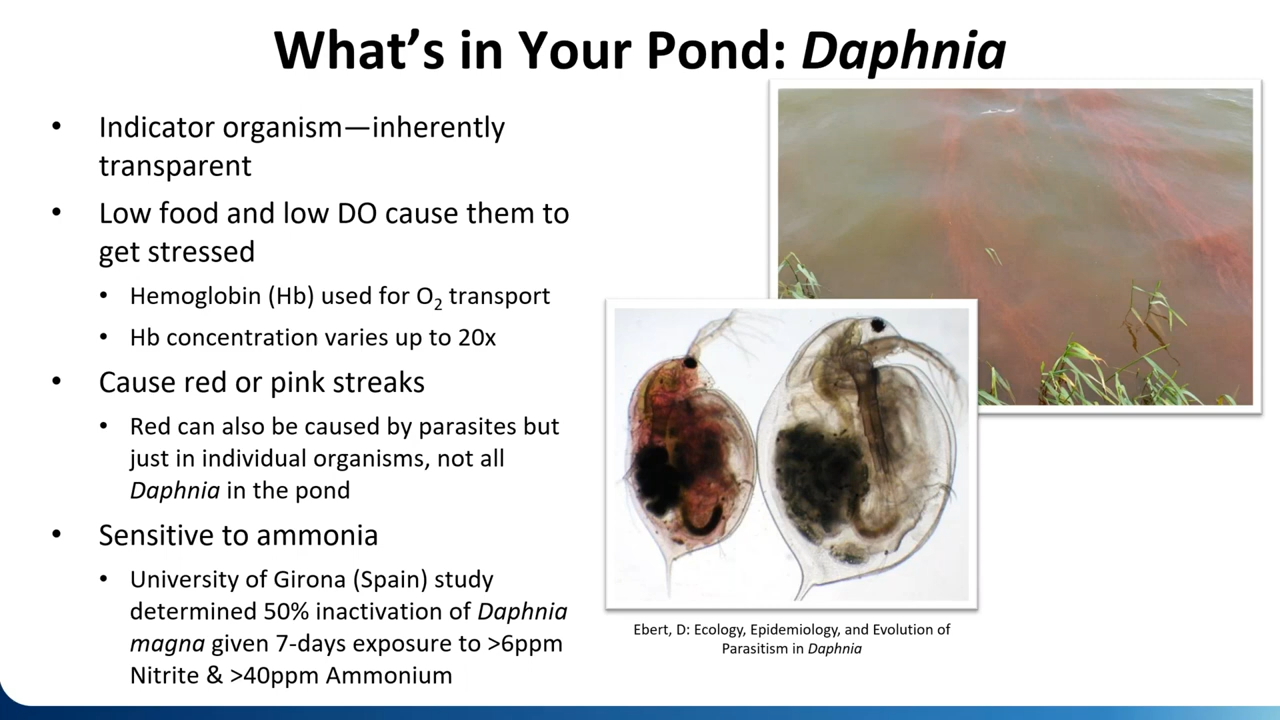 What’s in Your Pond: Daphnia
• Indicator organism—inherently
transparent
• Low food and low DO cause them to
get stressed
• Hemoglobin (Hb) used for O₂ transport
• Hb concentration varies up to 20x
• Cause red or pink streaks
• Red can also be caused by parasites but
just in individual organisms, not all
Daphnia in the pond
• Sensitive to ammonia
• University of Girona (Spain) study
determined 50% inactivation of Daphnia
magna given 7-days exposure to >6ppm
Nitrite & >40ppm Ammonium
Ebert, D: Ecology, Epidemiology, and Evolution of
Parasitism in Daphnia